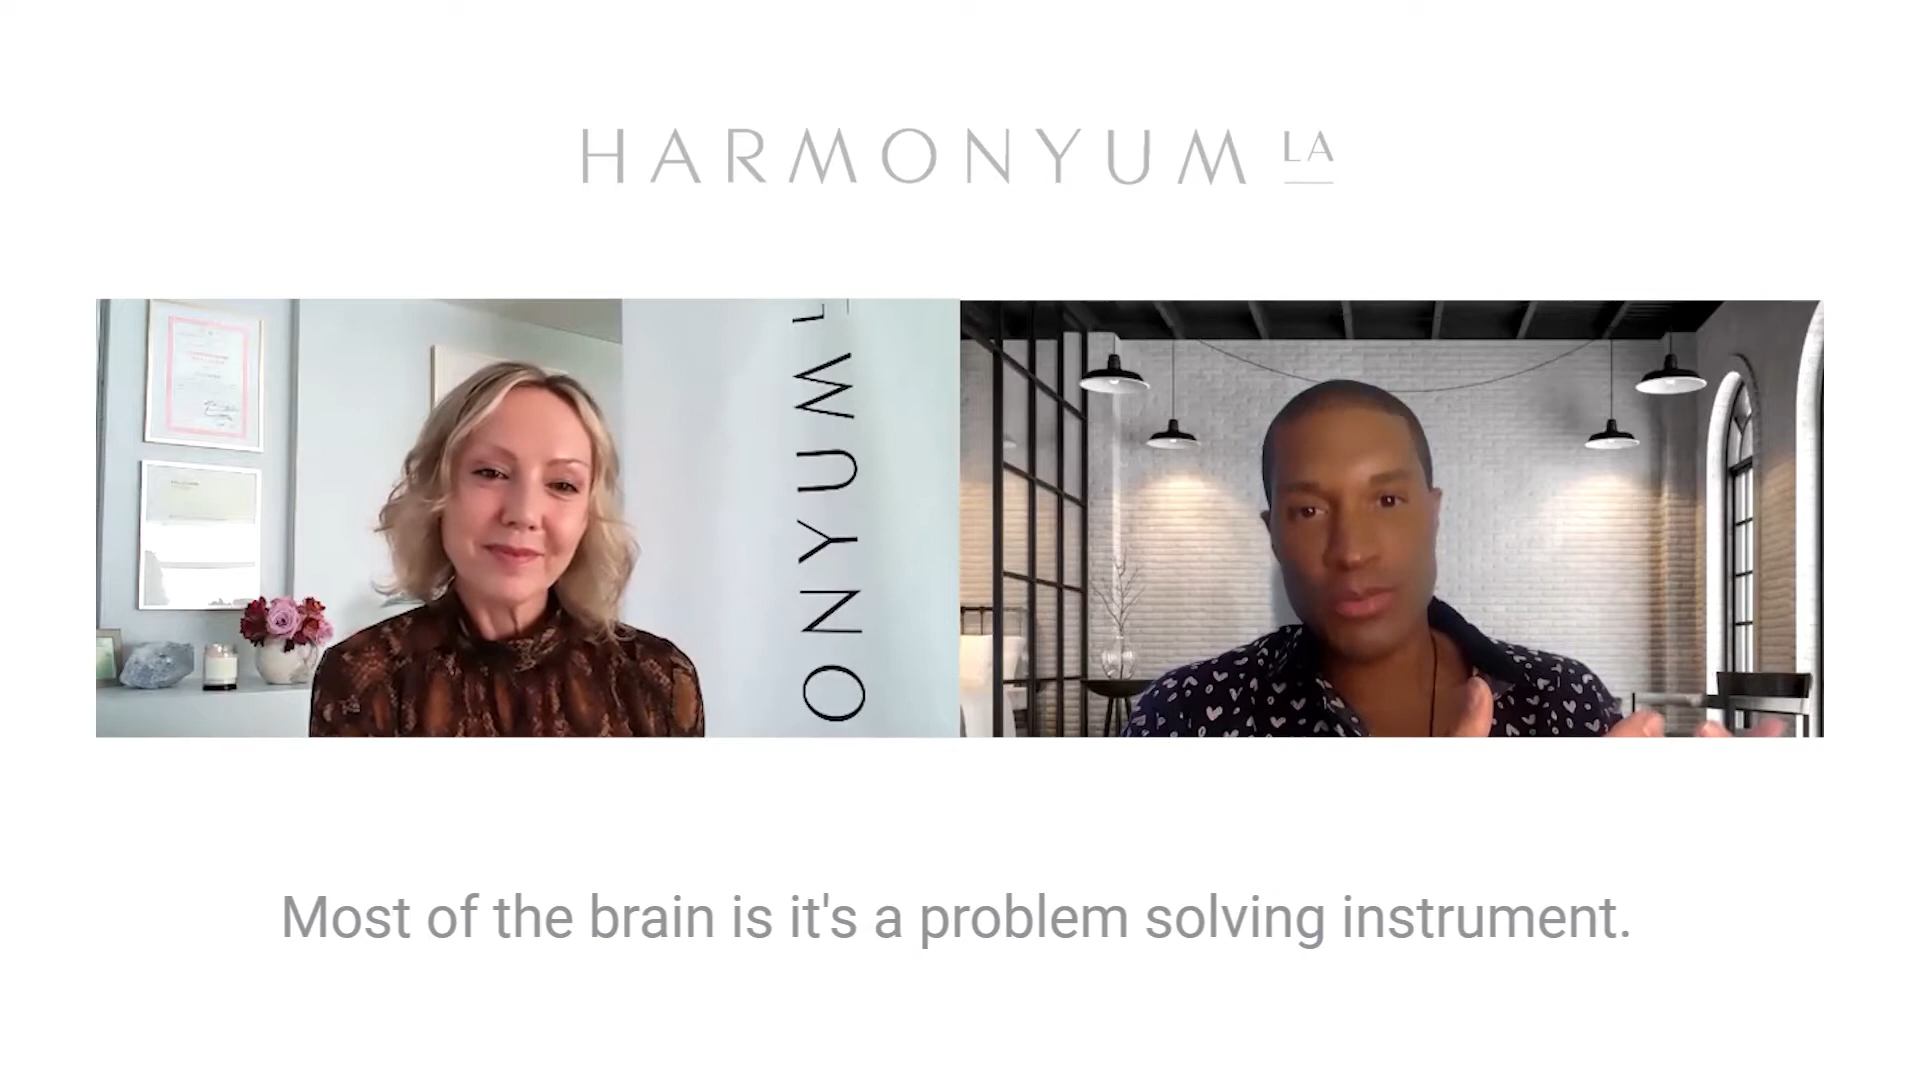 HARMONYUM LA
ONYUM L
Most of the brain is it's a problem solving instrument.